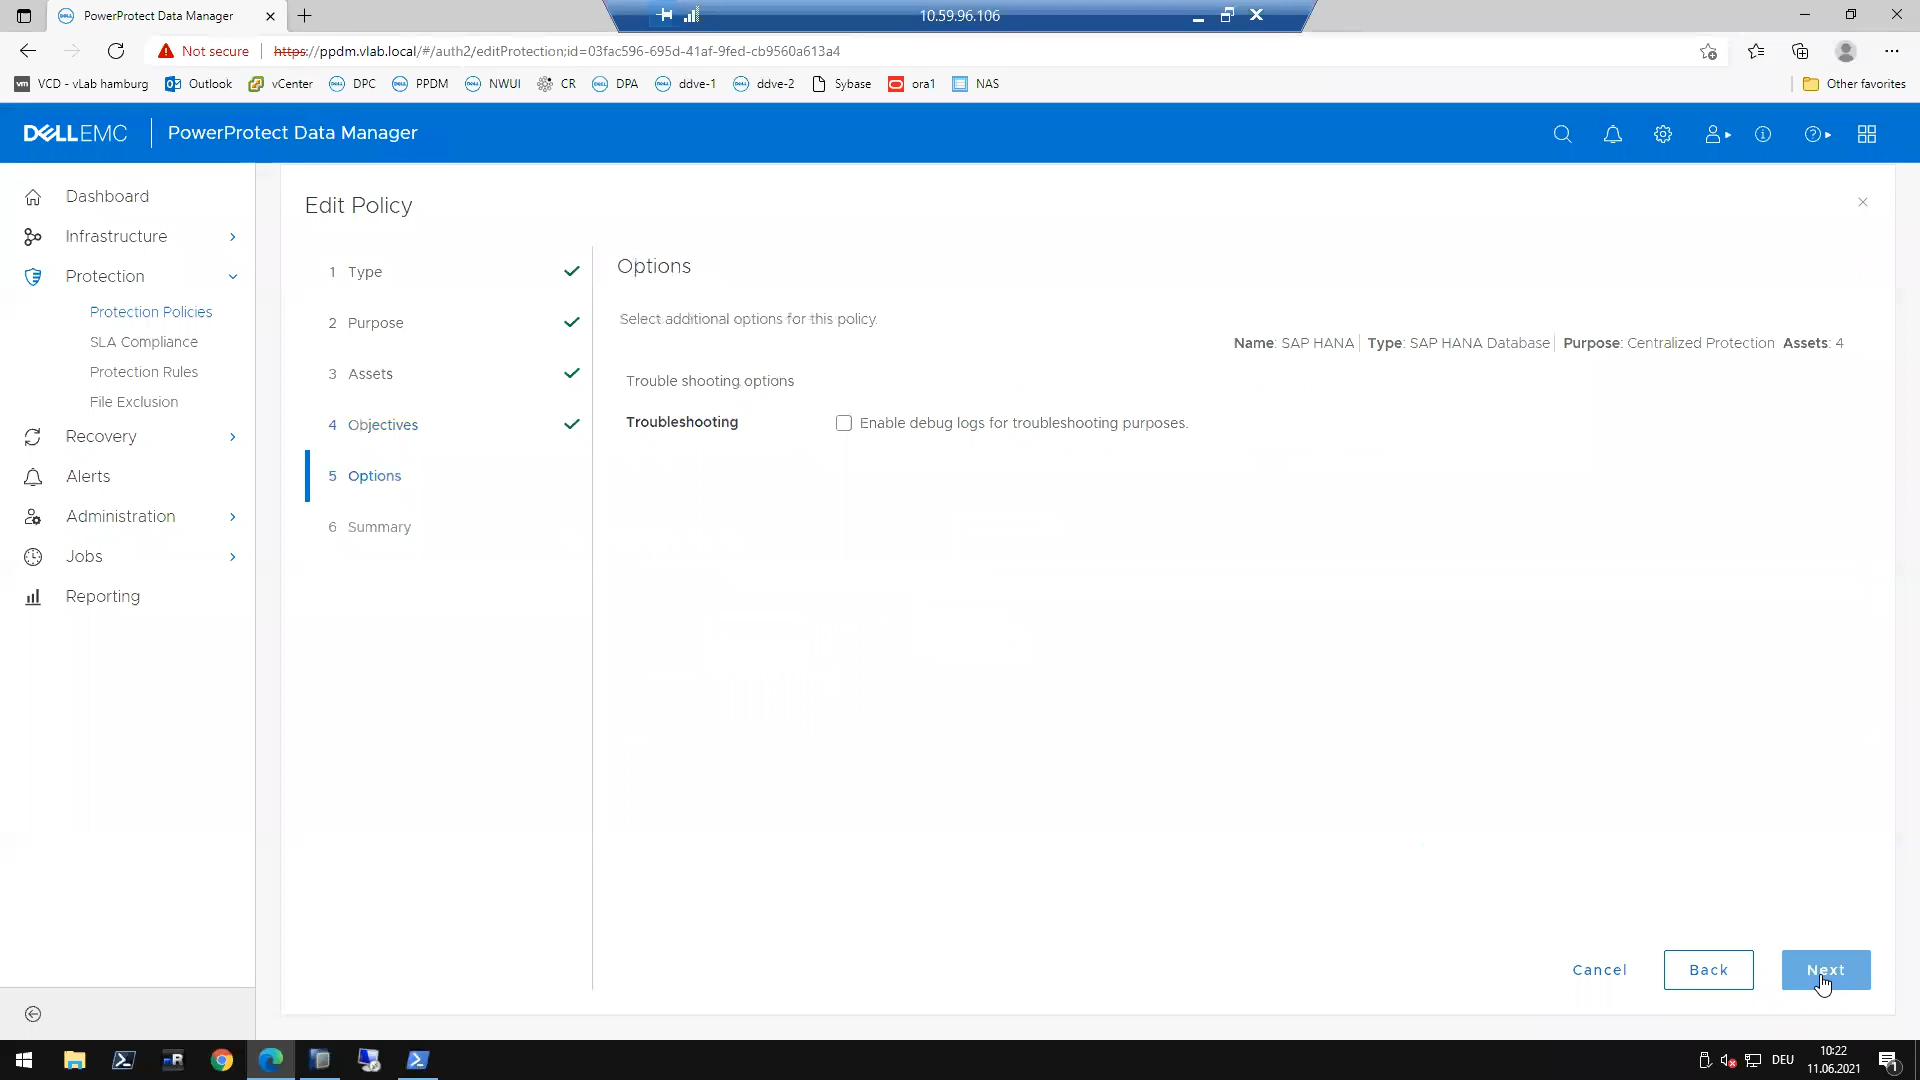 PowerProtect Data Manager
10.59.96.106
Not secure
https://ppdm.vlab.local/#/auth2/editProtection;id=03fac596-695d-41af-9fed-cb9560a613a4
vm VCD - vLab hamburg
Outlook
vCenter
DPC
PPDM
NWUI
CR
DPA
ddve-1
ddve-2
Sybase
ora1
NAS
Other favorites
DELLEMC
PowerProtect Data Manager
Dashboard
Infrastructure
Protection
Protection Policies
SLA Compliance
Protection Rules
File Exclusion
Recovery
Alerts
Administration
Jobs
Reporting
Edit Policy
1 Type
2 Purpose
3 Assets
4 Objectives
5 Options
6 Summary
Options
Select additional options for this policy.
Name: SAP HANA Type: SAP HANA Database Purpose: Centralized Protection Assets: 4
Trouble shooting options
Troubleshooting
Enable debug logs for troubleshooting purposes.
Cancel
Back
Next
DEU
10:22
11.06.2021
1